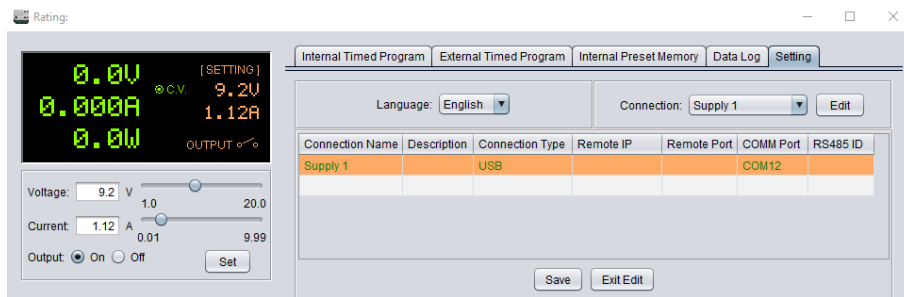 Rating:
0.0V
0.000A
0.0W
C.V.
[SETTING]
9.2V
1.12A
OUTPUT
Voltage: 9.2 V
1.0 20.0
Current: 1.12 A
0.01 9.99
Output: On Off
Set
Internal Timed Program External Timed Program Internal Preset Memory Data Log Setting
Language: English Connection: Supply 1 Edit
Connection Name Description Connection Type Remote IP Remote Port COMM Port RS485 ID
Supply 1 USB COM12
Save Exit Edit